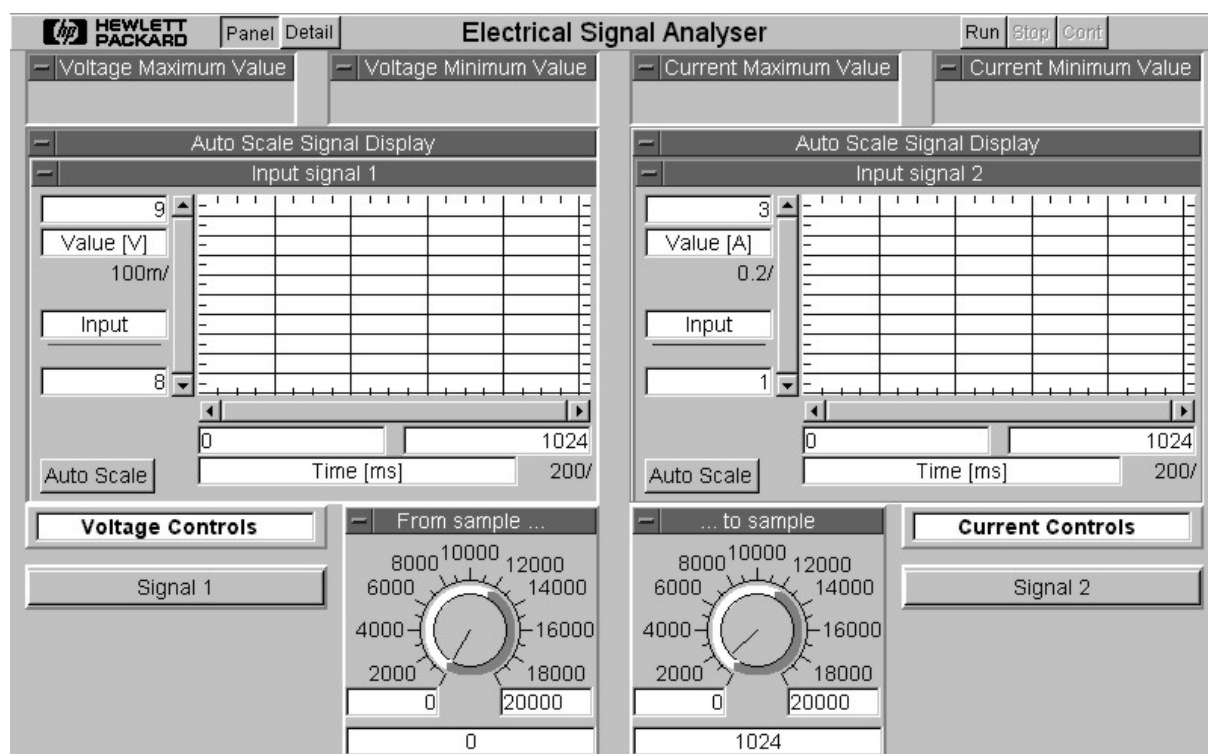 hp HEWLETT PACKARD
Panel Detail
Electrical Signal Analyser
Run Stop Cont
Voltage Maximum Value
Voltage Minimum Value
Current Maximum Value
Current Minimum Value
Auto Scale Signal Display
Input signal 1
9
Value [V]
100m/
Input
8
0
1024
Auto Scale
Time [ms]
200/
Auto Scale Signal Display
Input signal 2
3
Value [A]
0.2/
Input
1
0
1024
Auto Scale
Time [ms]
200/
Voltage Controls
Signal 1
From sample ...
10000
8000 12000
6000 14000
4000 16000
2000 18000
0 20000
0
... to sample
10000
8000 12000
6000 14000
4000 16000
2000 18000
0 20000
1024
Current Controls
Signal 2